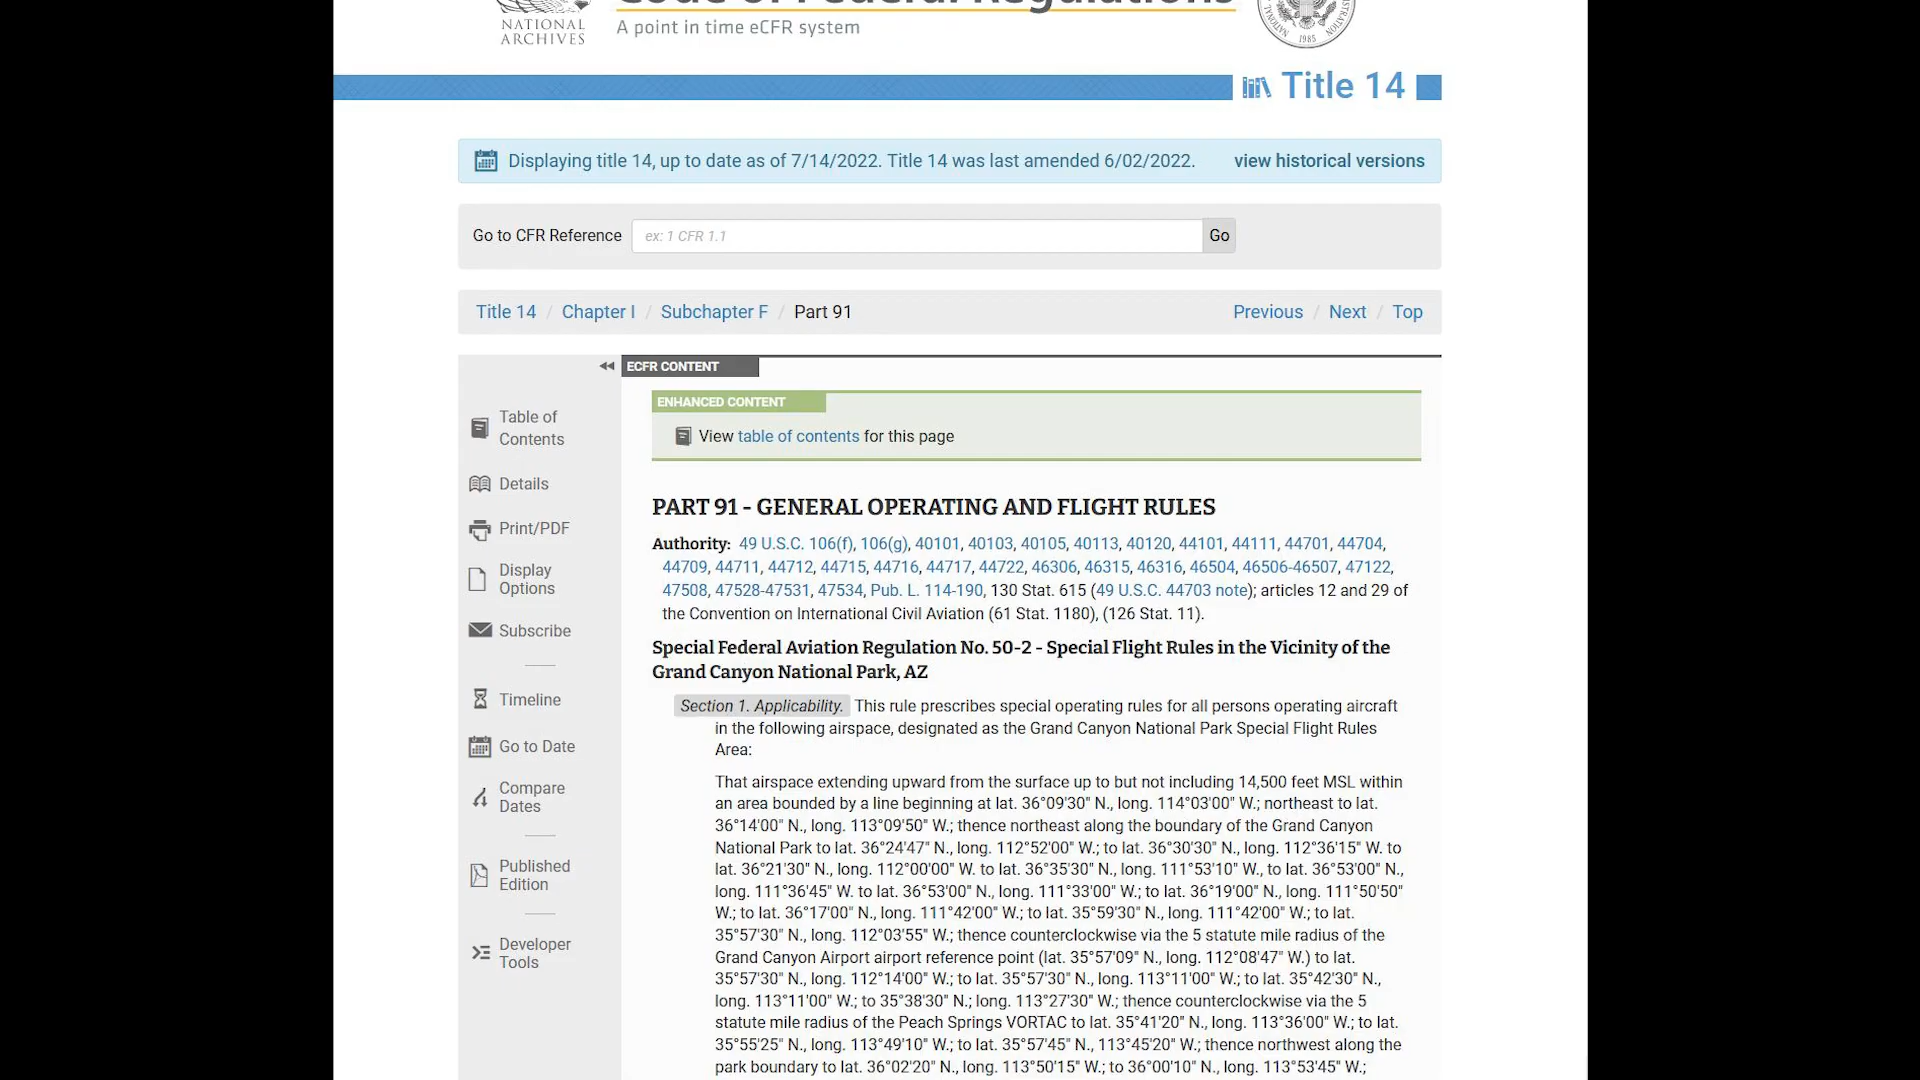 Code of Federal Regulations
NATIONAL
ARCHIVES
A point in time eCFR system
1985
Title 14
Displaying title 14, up to date as of 7/14/2022. Title 14 was last amended 6/02/2022.
view historical versions
Go to CFR Reference
ex: 1 CFR 1.1
Go
Title 14 / Chapter I / Subchapter F / Part 91
Previous / Next / Top
ECFR CONTENT
Table of
Contents
Details
Print/PDF
Display
Options
Subscribe
Timeline
Go to Date
Compare
Dates
Published
Edition
Developer
Tools
ENHANCED CONTENT
View table of contents for this page
PART 91 - GENERAL OPERATING AND FLIGHT RULES
Authority: 49 U.S.C. 106(f), 106(g), 40101, 40103, 40105, 40113, 40120, 44101, 44111, 44701, 44704,
44709, 44711, 44712, 44715, 44716, 44717, 44722, 46306, 46315, 46316, 46504, 46506-46507, 47122,
47508, 47528-47531, 47534, Pub. L. 114-190, 130 Stat. 615 (49 U.S.C. 44703 note); articles 12 and 29 of
the Convention on International Civil Aviation (61 Stat. 1180), (126 Stat. 11).
Special Federal Aviation Regulation No. 50-2 - Special Flight Rules in the Vicinity of the
Grand Canyon National Park, AZ
Section 1. Applicability. This rule prescribes special operating rules for all persons operating aircraft
in the following airspace, designated as the Grand Canyon National Park Special Flight Rules
Area:
That airspace extending upward from the surface up to but not including 14,500 feet MSL within
an area bounded by a line beginning at lat. 36°09'30" N., long. 114°03'00" W.; northeast to lat.
36°14'00" N., long. 113°09'50" W.; thence northeast along the boundary of the Grand Canyon
National Park to lat. 36°24'47" N., long. 112°52'00" W.; to lat. 36°30'30" N., long. 112°36'15" W. to
lat. 36°21'30" N., long. 112°00'00" W. to lat. 36°35'30" N., long. 111°53'10" W., to lat. 36°53'00" N.,
long. 111°36'45" W. to lat. 36°53'00" N., long. 111°33'00" W.; to lat. 36°19'00" N., long. 111°50'50"
W.; to lat. 36°17'00" N., long. 111°42'00" W.; to lat. 35°59'30" N., long. 111°42'00" W.; to lat.
35°57'30" N., long. 112°03'55" W.; thence counterclockwise via the 5 statute mile radius of the
Grand Canyon Airport airport reference point (lat. 35°57'09" N., long. 112°08'47" W.) to lat.
35°57'30" N., long. 112°14'00" W.; to lat. 35°57'30" N., long. 113°11'00" W.; to lat. 35°42'30" N.,
long. 113°11'00" W.; to 35°38'30" N.; long. 113°27'30" W.; thence counterclockwise via the 5
statute mile radius of the Peach Springs VORTAC to lat. 35°41'20" N., long. 113°36'00" W.; to lat.
35°55'25" N., long. 113°49'10" W.; to lat. 35°57'45" N., 113°45'20" W.; thence northwest along the
park boundary to lat. 36°02'20" N., long. 113°50'15" W.; to 36°00'10" N., long. 113°53'45" W.;